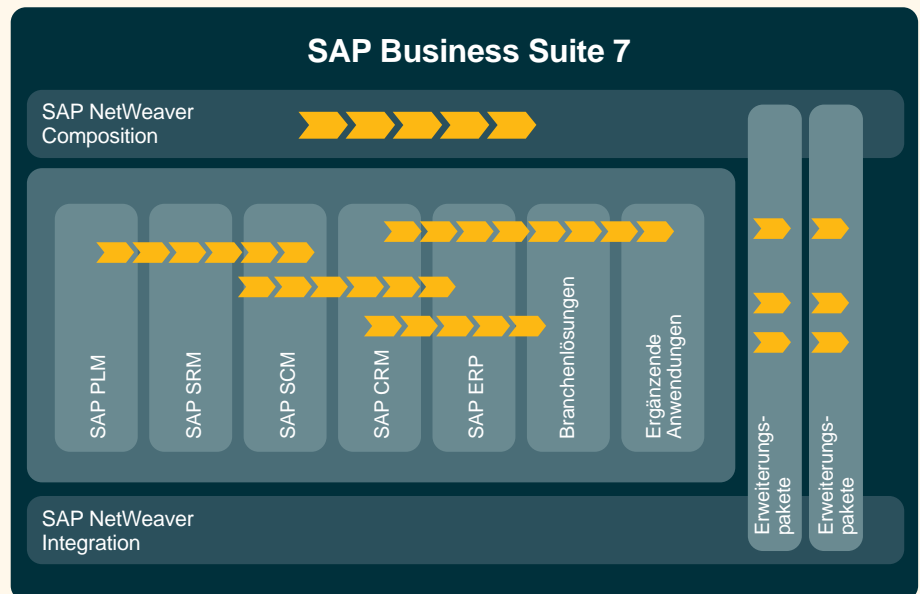 SAP Business Suite 7
SAP NetWeaver
Composition
SAP PLM
SAP SRM
SAP SCM
SAP CRM
SAP ERP
Branchenlösungen
Ergänzende
Anwendungen
Erweiterungs-
pakete
Erweiterungs-
pakete
SAP NetWeaver
Integration